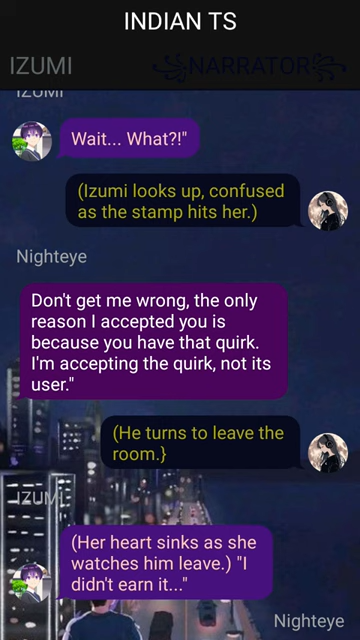 INDIAN TS
IZUMI
꧁NARRATOR꧂
IZUMI
Wait... What?!"
(Izumi looks up, confused
as the stamp hits her.)
Nighteye
Don't get me wrong, the only
reason I accepted you is
because you have that quirk.
I'm accepting the quirk, not its
user."
(He turns to leave the
room.}
IZUMI
(Her heart sinks as she
watches him leave.) "I
didn't earn it..."
Nighteye